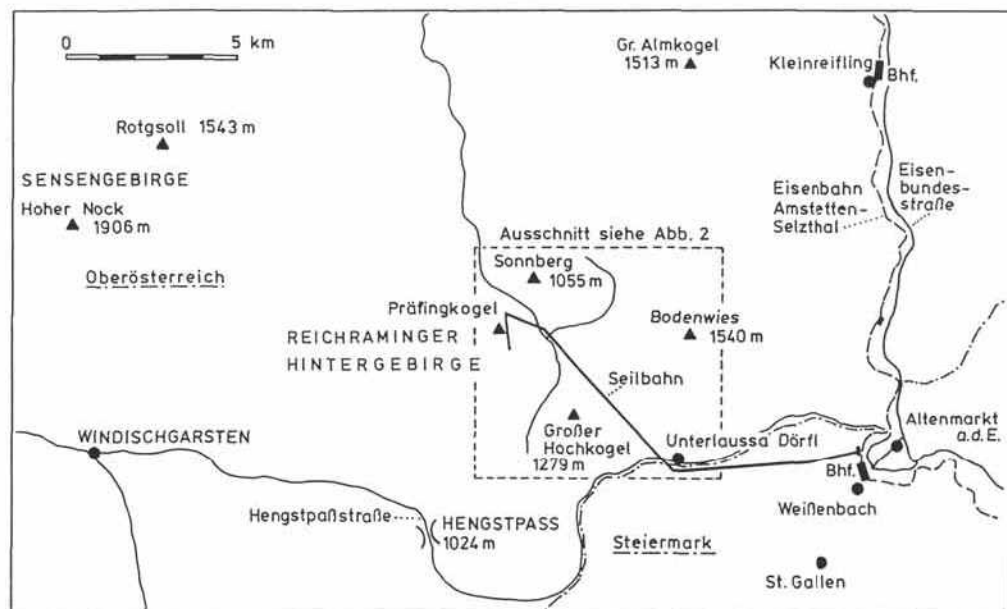 0 5 km
Gr. Almkogel
1513 m
Kleinreifling
Bhf.
Rotgsoll 1543 m
SENSENGEBIRGE
Hoher Nock
1906 m
Eisenbahn
Amstetten-
Selzthal
Eisen-
bundes-
straße
Ausschnitt siehe Abb. 2
Oberösterreich
Sonnberg
1055 m
Präfingkogel
REICHRAMINGER
HINTERGEBIRGE
Bodenwies
1540 m
Seilbahn
Altenmarkt
a.d.E.
WINDISCHGARSTEN
Großer
Hochkogel
1279 m
Unterlaussa Dörfl
Bhf.
Weißenbach
Hengstpaßstraße
HENGSTPASS
1024 m
Steiermark
St. Gallen